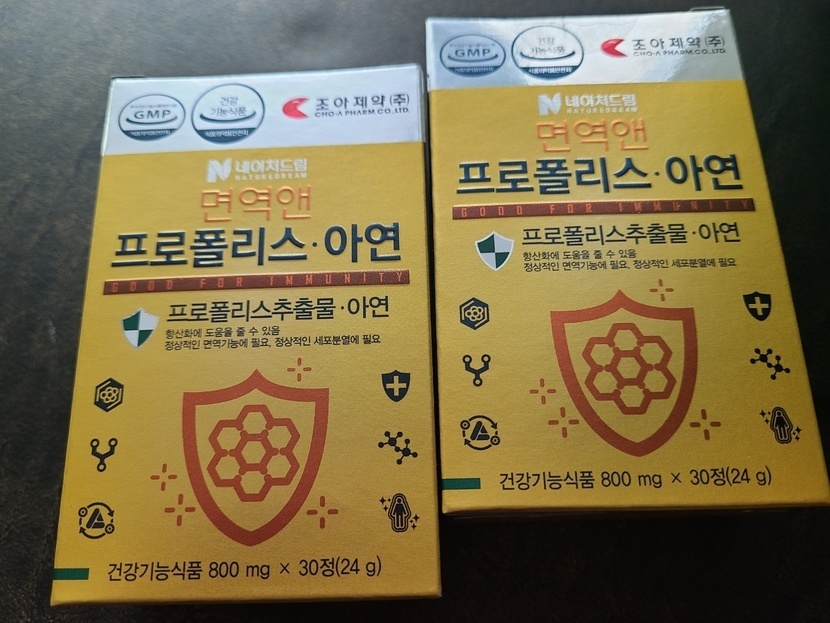 GMP
건강
기능식품
조아제약(주)
CHO-A PHARM.CO.,LTD.
네이처드림
NATUREDREAM
면역앤
프로폴리스·아연
GOOD FOR IMMUNITY
프로폴리스추출물·아연
항산화에 도움을 줄 수 있음
정상적인 면역기능에 필요, 정상적인 세포분열에 필요
건강기능식품 800 mg × 30정(24 g)
GMP
건강
기능식품
조아제약(주)
CHO-A PHARM.CO.,LTD.
네이처드림
NATUREDREAM
면역앤
프로폴리스·아연
GOOD FOR IMMUNITY
프로폴리스추출물·아연
항산화에 도움을 줄 수 있음
정상적인 면역기능에 필요, 정상적인 세포분열에 필요
건강기능식품 800 mg × 30정(24 g)